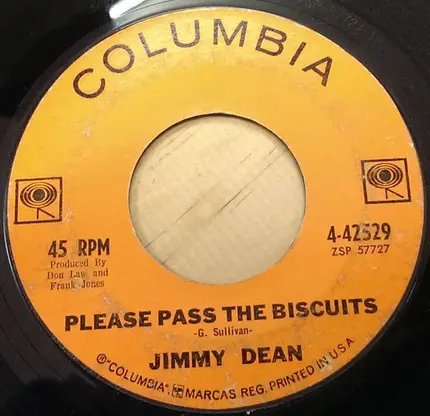 COLUMBIA
45 RPM
Produced By
Don Law and
Frank Jones
4-42529
ZSP 57727
PLEASE PASS THE BISCUITS
-G. Sullivan-
JIMMY DEAN
® "COLUMBIA", MARCAS REG. PRINTED IN U.S.A.